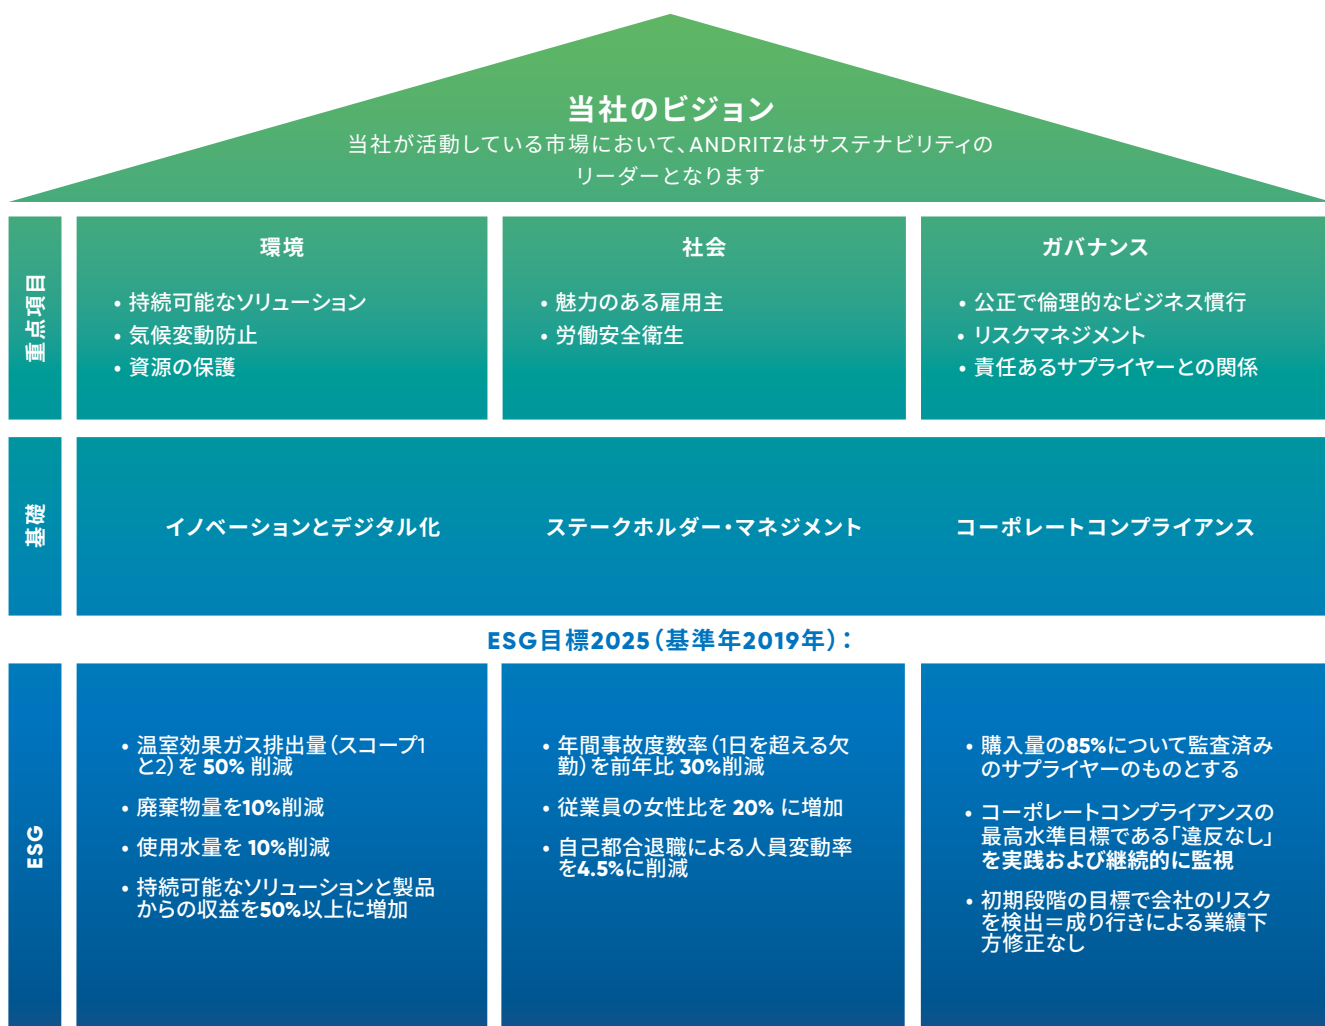 当社のビジョン
当社が活動している市場において、ANDRITZはサステナビリティの
リーダーとなります
重点項目
環境
• 持続可能なソリューション
• 気候変動防止
• 資源の保護
社会
• 魅力のある雇用主
• 労働安全衛生
ガバナンス
• 公正で倫理的なビジネス慣行
• リスクマネジメント
• 責任あるサプライヤーとの関係
基礎
イノベーションとデジタル化
ステークホルダー・マネジメント
コーポレートコンプライアンス
ESG目標2025（基準年2019年）：
ESG
• 温室効果ガス排出量（スコープ1
と2）を 50% 削減
• 廃棄物量を10%削減
• 使用水量を 10%削減
• 持続可能なソリューションと製品
からの収益を50%以上に増加
• 年間事故度数率（1日を超える欠
勤）を前年比 30%削減
• 従業員の女性比を 20% に増加
• 自己都合退職による人員変動率
を4.5%に削減
• 購入量の85%について監査済み
のサプライヤーのものとする
• コーポレートコンプライアンスの
最高水準目標である「違反なし」
を実践および継続的に監視
• 初期段階の目標で会社のリスク
を検出＝成り行きによる業績下
方修正なし